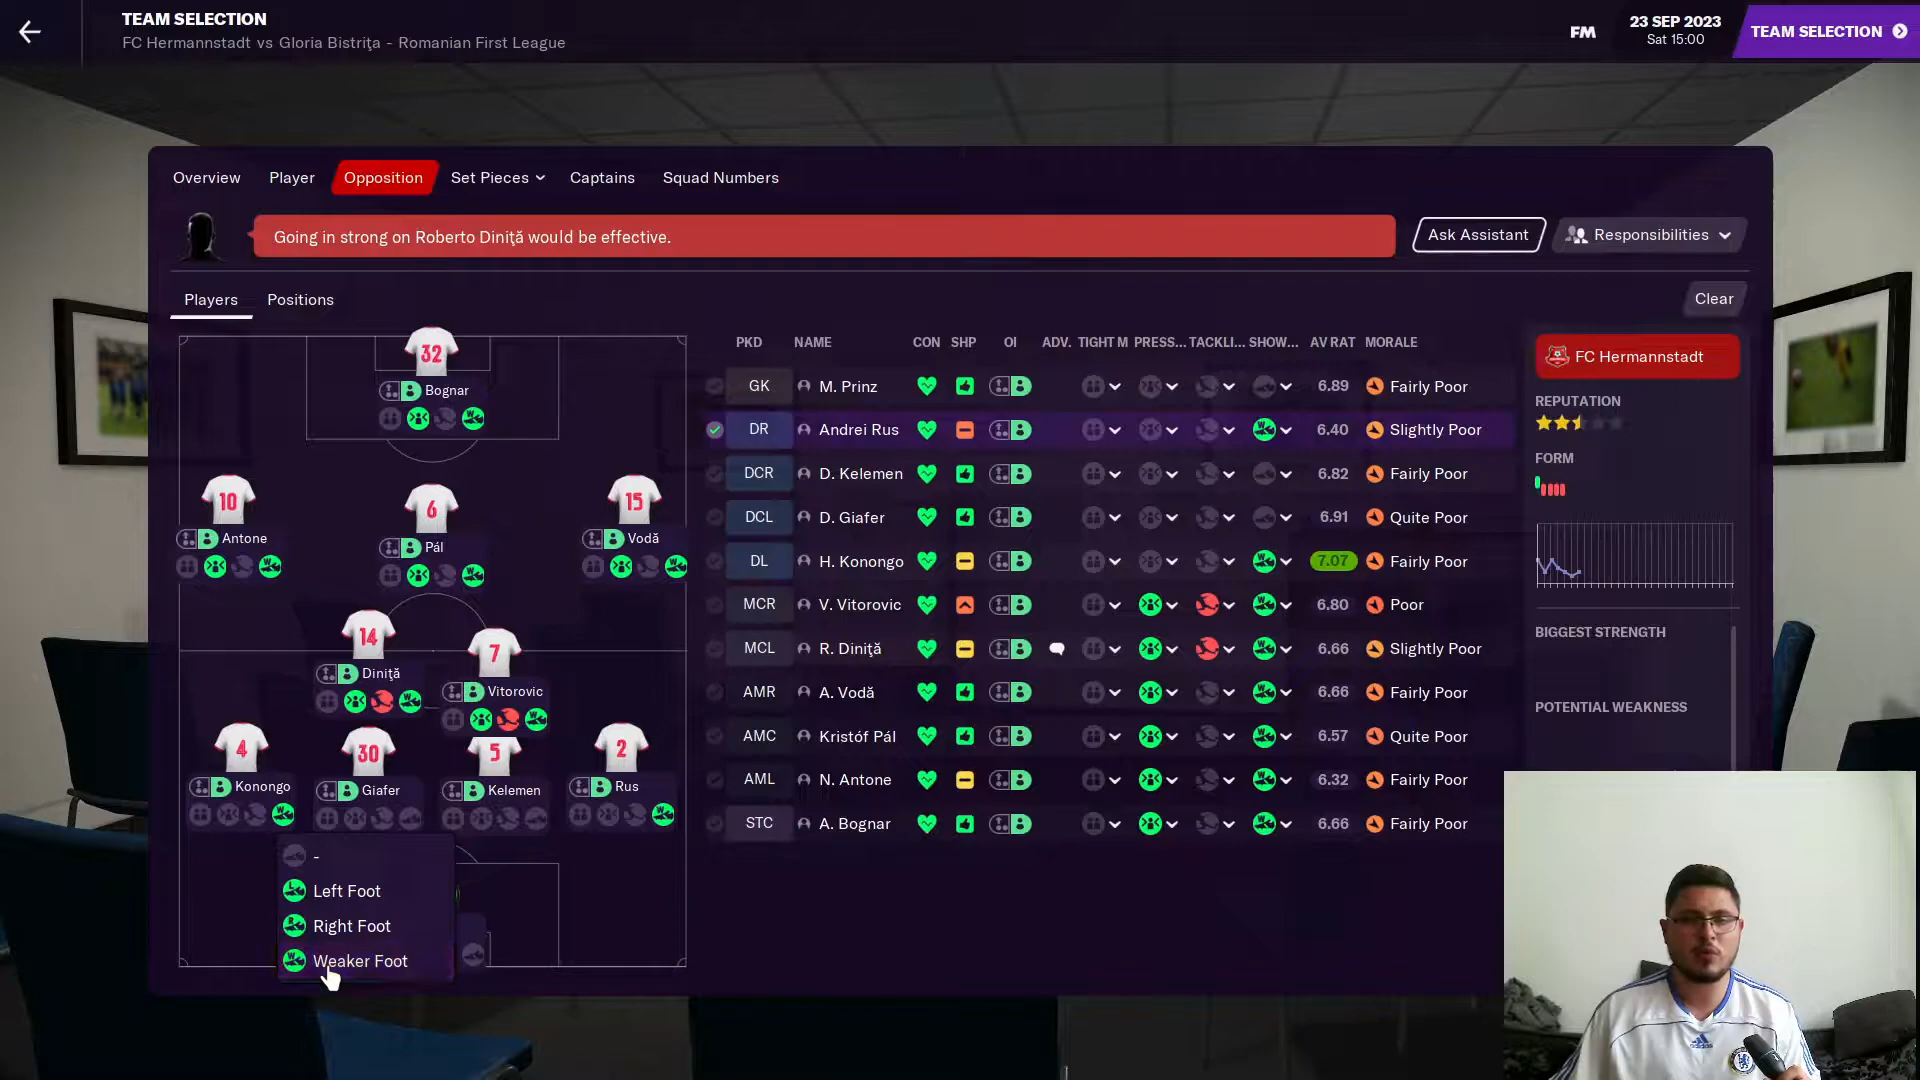 TEAM SELECTION
FC Hermannstadt vs Gloria Bistriţa - Romanian First League
FM
23 SEP 2023
Sat 15:00
TEAM SELECTION
Overview
Player
Opposition
Set Pieces
Captains
Squad Numbers
Going in strong on Roberto Diniţă would be effective.
Ask Assistant
Responsibilities
Players
Positions
Clear
32
Bognar
10
Antone
6
Pál
15
Vodă
14
Diniţă
7
Vitorovic
4
Konongo
30
Giafer
5
Kelemen
2
Rus
-
Left Foot
Right Foot
Weaker Foot
PKD NAME CON SHP OI ADV. TIGHT M PRESS... TACKLI... SHOW... AV RAT MORALE
GK M. Prinz 6.89 Fairly Poor
DR Andrei Rus 6.40 Slightly Poor
DCR D. Kelemen 6.82 Fairly Poor
DCL D. Giafer 6.91 Quite Poor
DL H. Konongo 7.07 Fairly Poor
MCR V. Vitorovic 6.80 Poor
MCL R. Diniţă 6.66 Slightly Poor
AMR A. Vodă 6.66 Fairly Poor
AMC Kristóf Pál 6.57 Quite Poor
AML N. Antone 6.32 Fairly Poor
STC A. Bognar 6.66 Fairly Poor
FC Hermannstadt
REPUTATION
FORM
BIGGEST STRENGTH
POTENTIAL WEAKNESS